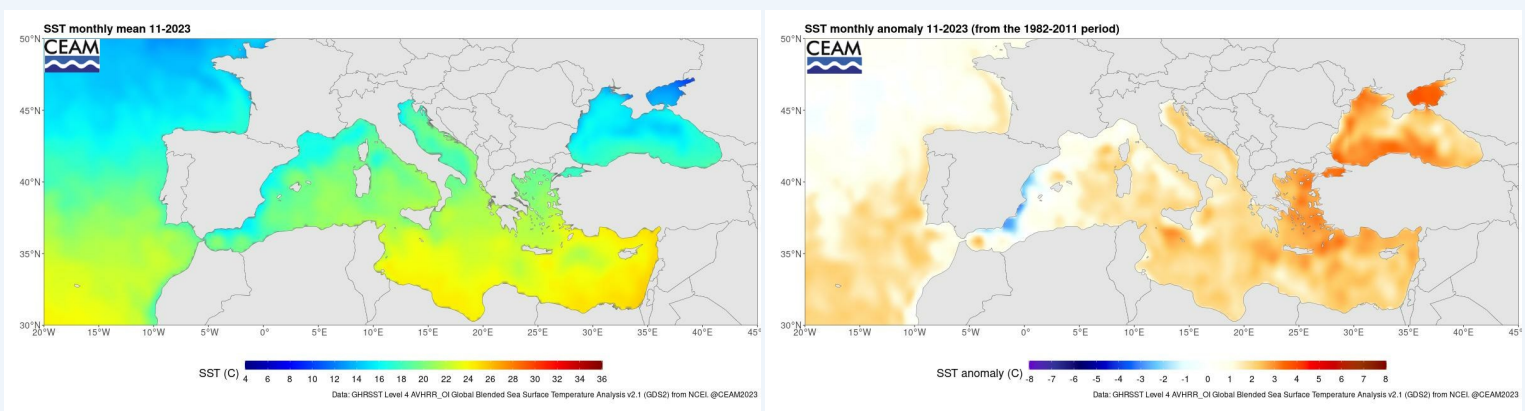 SST monthly mean 11-2023
50°N
CEAM
45°N
40°N
35°N
30°N
20°W 15°W 10°W 5°W 0° 5°E 10°E 15°E 20°E 25°E 30°E 35°E 40°E 45°E
SST (C)
4 6 8 10 12 14 16 18 20 22 24 26 28 30 32 34 36
Data: GHRSST Level 4 AVHRR_OI Global Blended Sea Surface Temperature Analysis v2.1 (GDS2) from NCEI. @CEAM2023
SST monthly anomaly 11-2023 (from the 1982-2011 period)
50°N
CEAM
45°N
40°N
35°N
30°N
20°W 15°W 10°W 5°W 0° 5°E 10°E 15°E 20°E 25°E 30°E 35°E 40°E 45°
SST anomaly (C)
-8 -7 -6 -5 -4 -3 -2 -1 0 1 2 3 4 5 6 7 8
Data: GHRSST Level 4 AVHRR_OI Global Blended Sea Surface Temperature Analysis v2.1 (GDS2) from NCEI. @CEAM2023